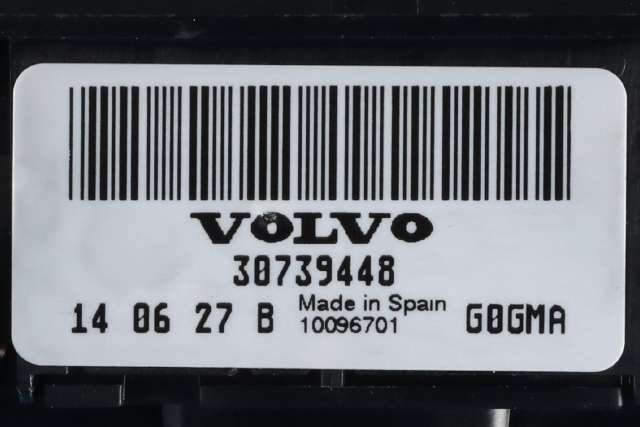 VOLVO
30739448
14 06 27 B Made in Spain G0GMA
10096701